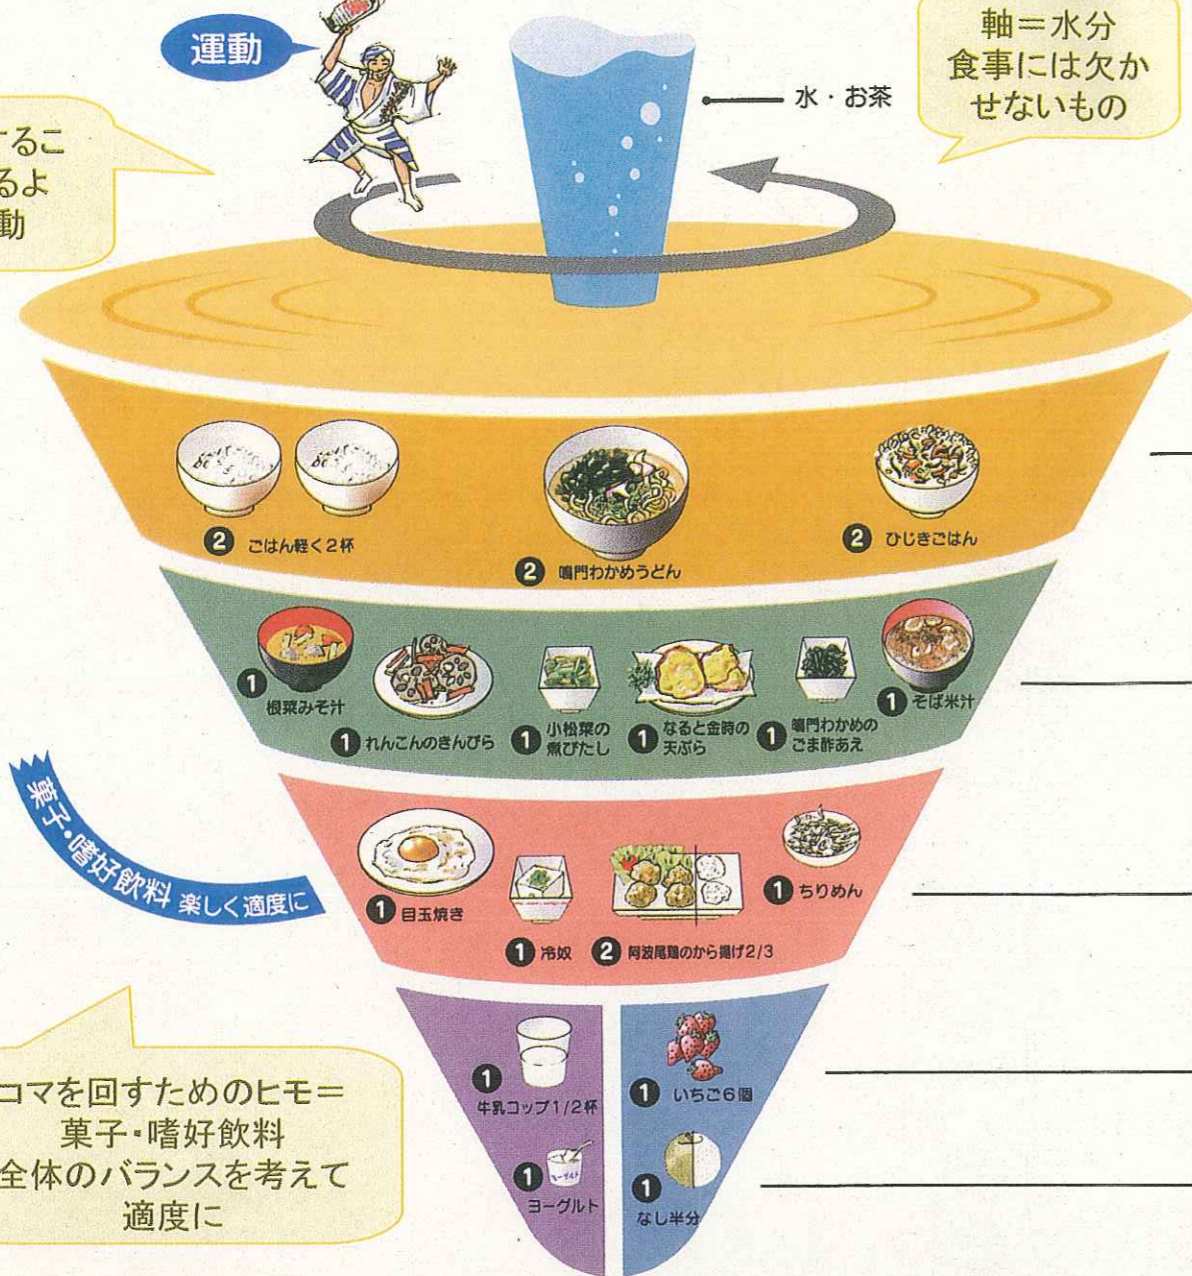 運動
軸＝水分
食事には欠か
せないもの
水・お茶
するこ
るよ
動
2 ごはん軽く2杯
2 鳴門わかめうどん
2 ひじきごはん
1 根菜みそ汁
1 れんこんのきんぴら
1 小松菜の
煮びたし
1 なると金時の
天ぷら
1 鳴門わかめの
ごま酢あえ
1 そば米汁
菓子・嗜好飲料 楽しく適度に
1 目玉焼き
1 冷奴
2 阿波尾鶏のから揚げ2/3
1 ちりめん
1 牛乳コップ1/2杯
1 ヨーグルト
1 いちご6個
1 なし半分
コマを回すためのヒモ＝
菓子・嗜好飲料
全体のバランスを考えて
適度に